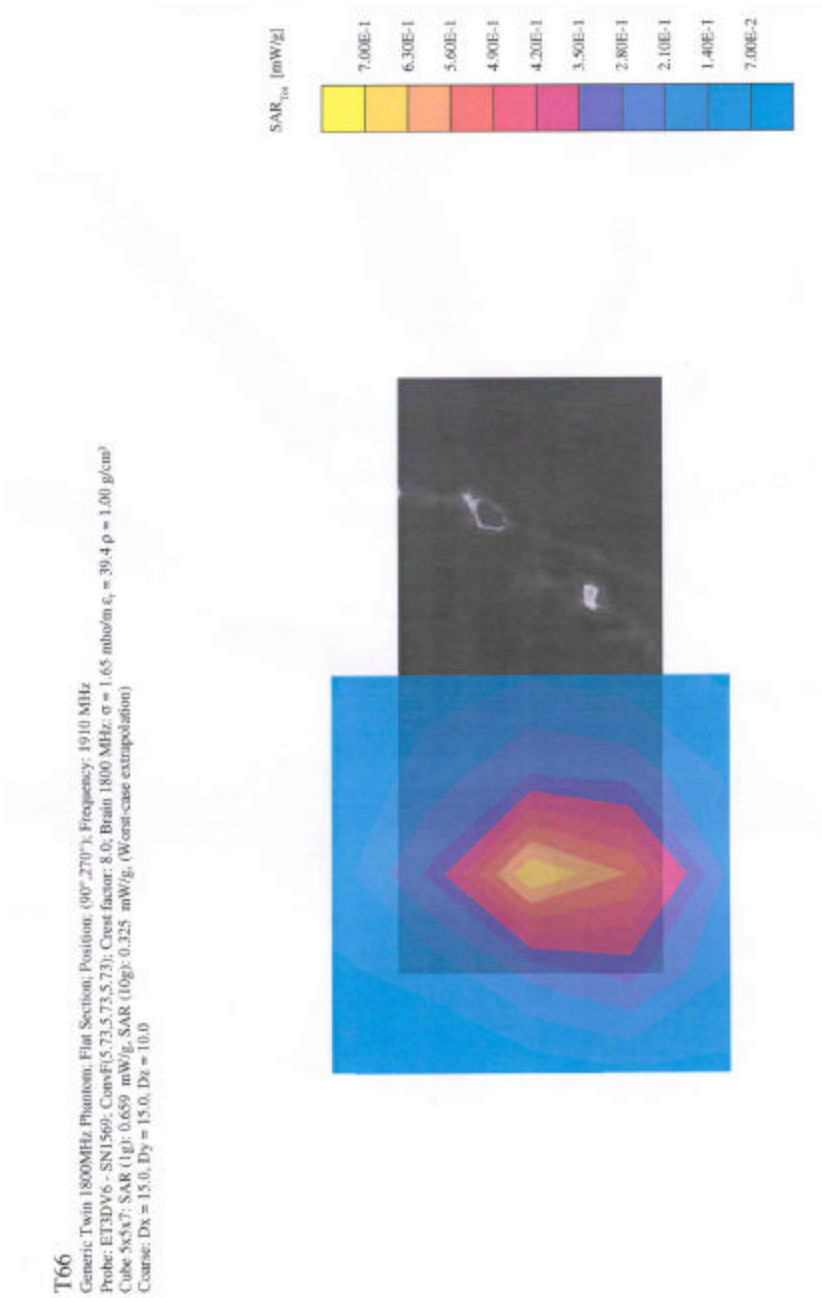 T66
Generic Twin 1800MHz Phantom; Flat Section; Position: (90°,270°); Frequency: 1910 MHz
Probe: ET3DV6 - SN1569; ConvF(5.73,5.73,5.73); Crest factor: 8.0; Brain 1800 MHz: σ = 1.65 mho/m εr = 39.4 ρ = 1.00 g/cm³
Cube 5x5x7: SAR (1g): 0.659 mW/g, SAR (10g): 0.325 mW/g, (Worst-case extrapolation)
Coarse: Dx = 15.0, Dy = 15.0, Dz = 10.0
SAR_Tot [mW/g]
7.00E-1
6.30E-1
5.60E-1
4.90E-1
4.20E-1
3.50E-1
2.80E-1
2.10E-1
1.40E-1
7.00E-2